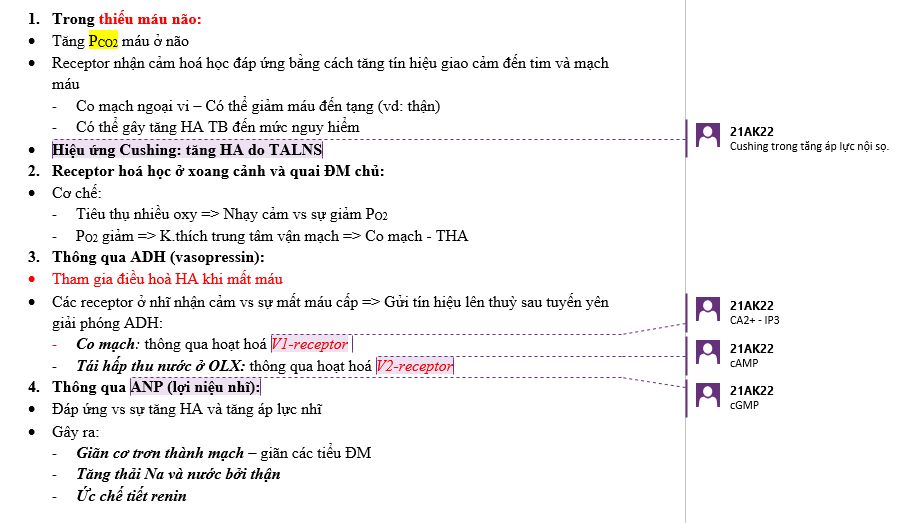 1. Trong thiếu máu não:
• Tăng PCO2 máu ở não
• Receptor nhận cảm hoá học đáp ứng bằng cách tăng tín hiệu giao cảm đến tim và mạch
máu
- Co mạch ngoại vi – Có thể giảm máu đến tạng (vd: thận)
- Có thể gây tăng HA TB đến mức nguy hiểm
• Hiệu ứng Cushing: tăng HA do TALNS
21AK22
Cushing trong tăng áp lực nội sọ.
2. Receptor hoá học ở xoang cảnh và quai ĐM chủ:
• Cơ chế:
- Tiêu thụ nhiều oxy => Nhạy cảm vs sự giảm PO2
- PO2 giảm => K.thích trung tâm vận mạch => Co mạch - THA
3. Thông qua ADH (vasopressin):
• Tham gia điều hoà HA khi mất máu
• Các receptor ở nhĩ nhận cảm vs sự mất máu cấp => Gửi tín hiệu lên thuỳ sau tuyến yên
giải phóng ADH:
- Co mạch: thông qua hoạt hoá V1-receptor
21AK22
CA2+ - IP3
- Tái hấp thu nước ở OLX: thông qua hoạt hoá V2-receptor
21AK22
cAMP
4. Thông qua ANP (lợi niệu nhĩ):
21AK22
cGMP
• Đáp ứng vs sự tăng HA và tăng áp lực nhĩ
• Gây ra:
- Giãn cơ trơn thành mạch – giãn các tiểu ĐM
- Tăng thải Na và nước bởi thận
- Ức chế tiết renin